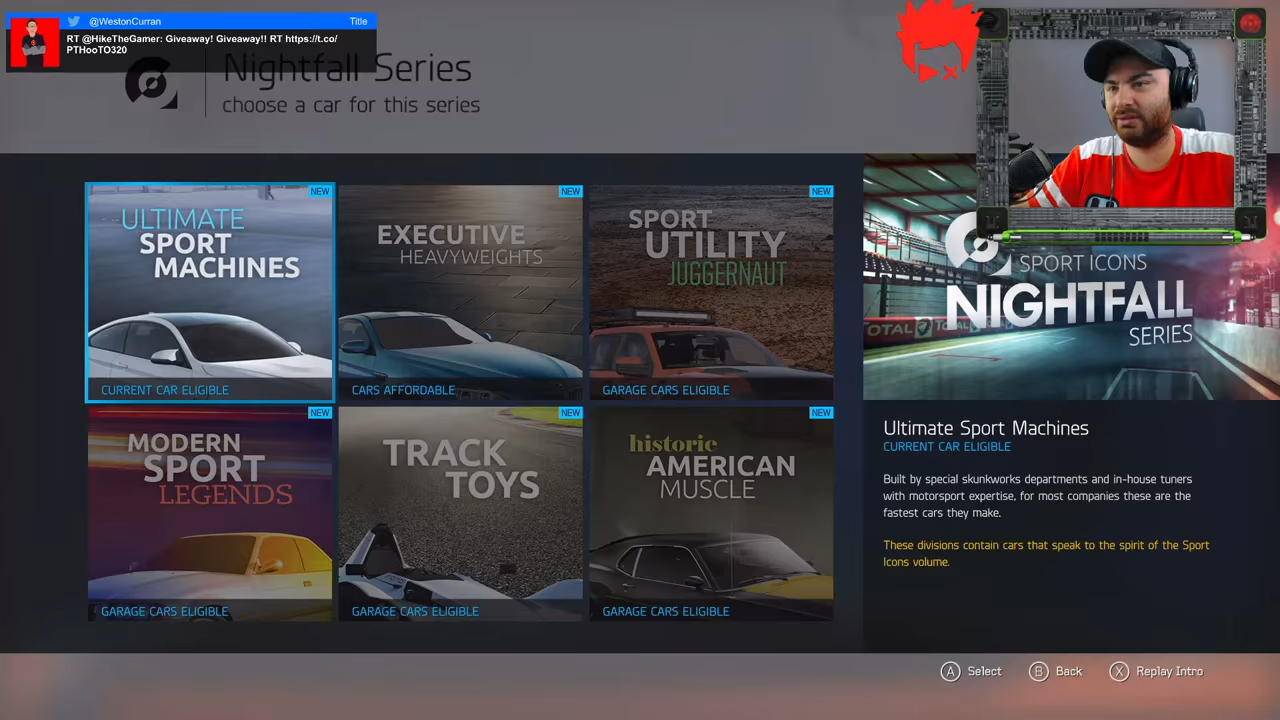 @WestonCurran
Title
RT @HikeTheGamer: Giveaway! Giveaway!! RT https://t.co/
PTHooTO320
Nightfall Series
choose a car for this series
NEW
ULTIMATE
SPORT
MACHINES
CURRENT CAR ELIGIBLE
NEW
EXECUTIVE
HEAVYWEIGHTS
CARS AFFORDABLE
NEW
SPORT
UTILITY
JUGGERNAUT
GARAGE CARS ELIGIBLE
NEW
MODERN
SPORT
LEGENDS
GARAGE CARS ELIGIBLE
NEW
TRACK
TOYS
GARAGE CARS ELIGIBLE
NEW
historic
AMERICAN
MUSCLE
GARAGE CARS ELIGIBLE
SPORT ICONS
NIGHTFALL
SERIES
TOTAL
TOTAL
Ultimate Sport Machines
CURRENT CAR ELIGIBLE
Built by special skunkworks departments and in-house tuners
with motorsport expertise, for most companies these are the
fastest cars they make.
These divisions contain cars that speak to the spirit of the Sport
Icons volume.
A Select
B Back
X Replay Intro